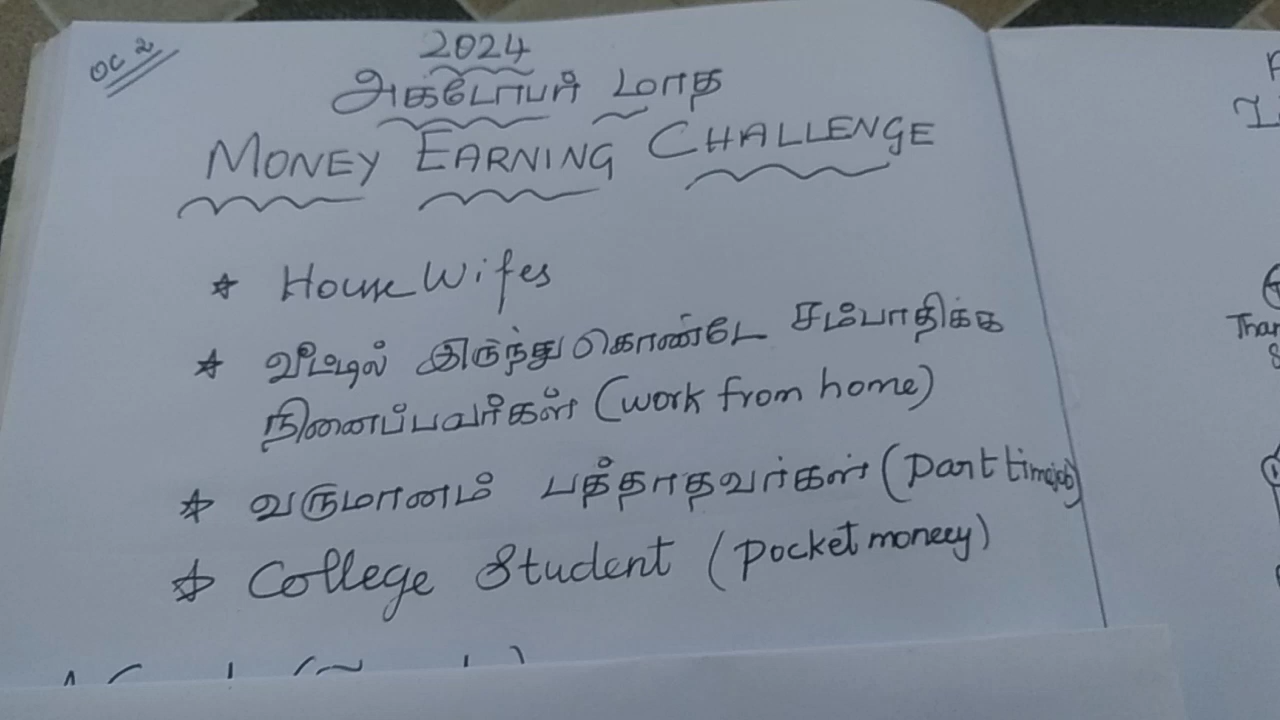 OC 2
2024
அக்டோபர் மாத
MONEY EARNING CHALLENGE
* House Wifes
* வீட்டில் இருந்து கொண்டே சம்பாதிக்க
நினைப்பவர்கள் (work from home)
* வருமானம் பத்தாதவர்கள் (Part time job)
* College Student (pocket moneey)